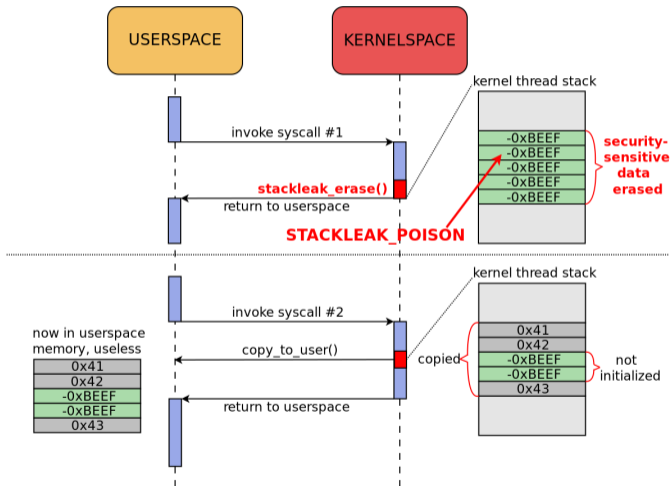 USERSPACE
KERNELSPACE
kernel thread stack
invoke syscall #1
-0xBEEF
-0xBEEF
-0xBEEF
-0xBEEF
-0xBEEF
security-
sensitive
data
erased
stackleak_erase()
return to userspace
STACKLEAK_POISON
kernel thread stack
invoke syscall #2
now in userspace
memory, useless
0x41
0x42
-0xBEEF
-0xBEEF
0x43
copy_to_user()
copied
0x41
0x42
-0xBEEF
-0xBEEF
0x43
not
initialized
return to userspace